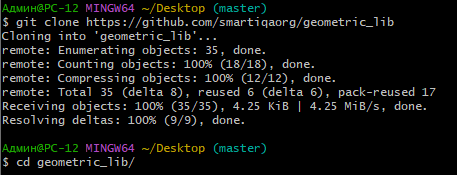 Админ@PC-12 MINGW64 ~/Desktop (master)
$ git clone https://github.com/smartiqaorg/geometric_lib
Cloning into 'geometric_lib'...
remote: Enumerating objects: 35, done.
remote: Counting objects: 100% (18/18), done.
remote: Compressing objects: 100% (12/12), done.
remote: Total 35 (delta 8), reused 6 (delta 6), pack-reused 17
Receiving objects: 100% (35/35), 4.25 KiB | 4.25 MiB/s, done.
Resolving deltas: 100% (9/9), done.
Админ@PC-12 MINGW64 ~/Desktop (master)
$ cd geometric_lib/